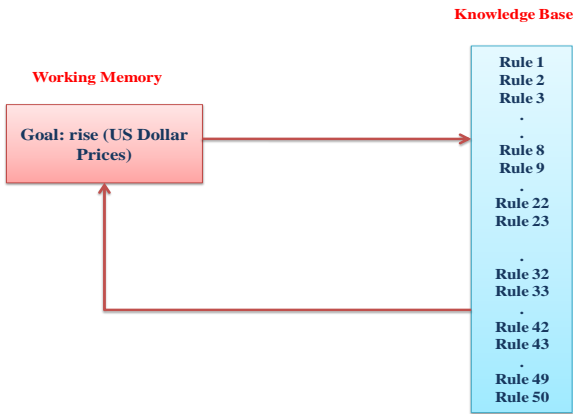 Knowledge Base
Working Memory
Goal: rise (US Dollar
Prices)
Rule 1
Rule 2
Rule 3
.
.
Rule 8
Rule 9
.
Rule 22
Rule 23
.
Rule 32
Rule 33
.
Rule 42
Rule 43
.
Rule 49
Rule 50